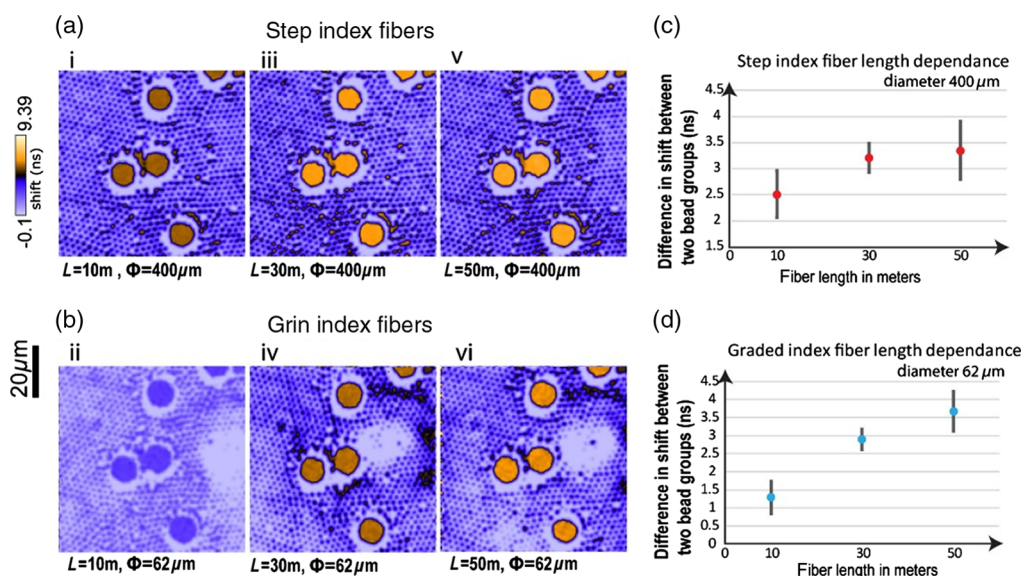 (a)
Step index fibers
i
iii
v
9.39
shift (ns)
-0.1
L=10m , Φ=400µm
L=30m, Φ=400µm
L=50m, Φ=400µm
(b)
Grin index fibers
20µm
ii
iv
vi
L=10m, Φ=62µm
L=30m, Φ=62µm
L=50m, Φ=62µm
(c)
Step index fiber length dependance
diameter 400 µm
Difference in shift between
two bead groups (ns)
4.5
4
3.5
3
2.5
2
1.5
0
10
30
50
Fiber length in meters
(d)
Graded index fiber length dependance
diameter 62 µm
Difference in shift between
two bead groups (ns)
4.5
4
3.5
3
2.5
2
1.5
1
0.5
0
0
10
30
50
Fiber length in meters